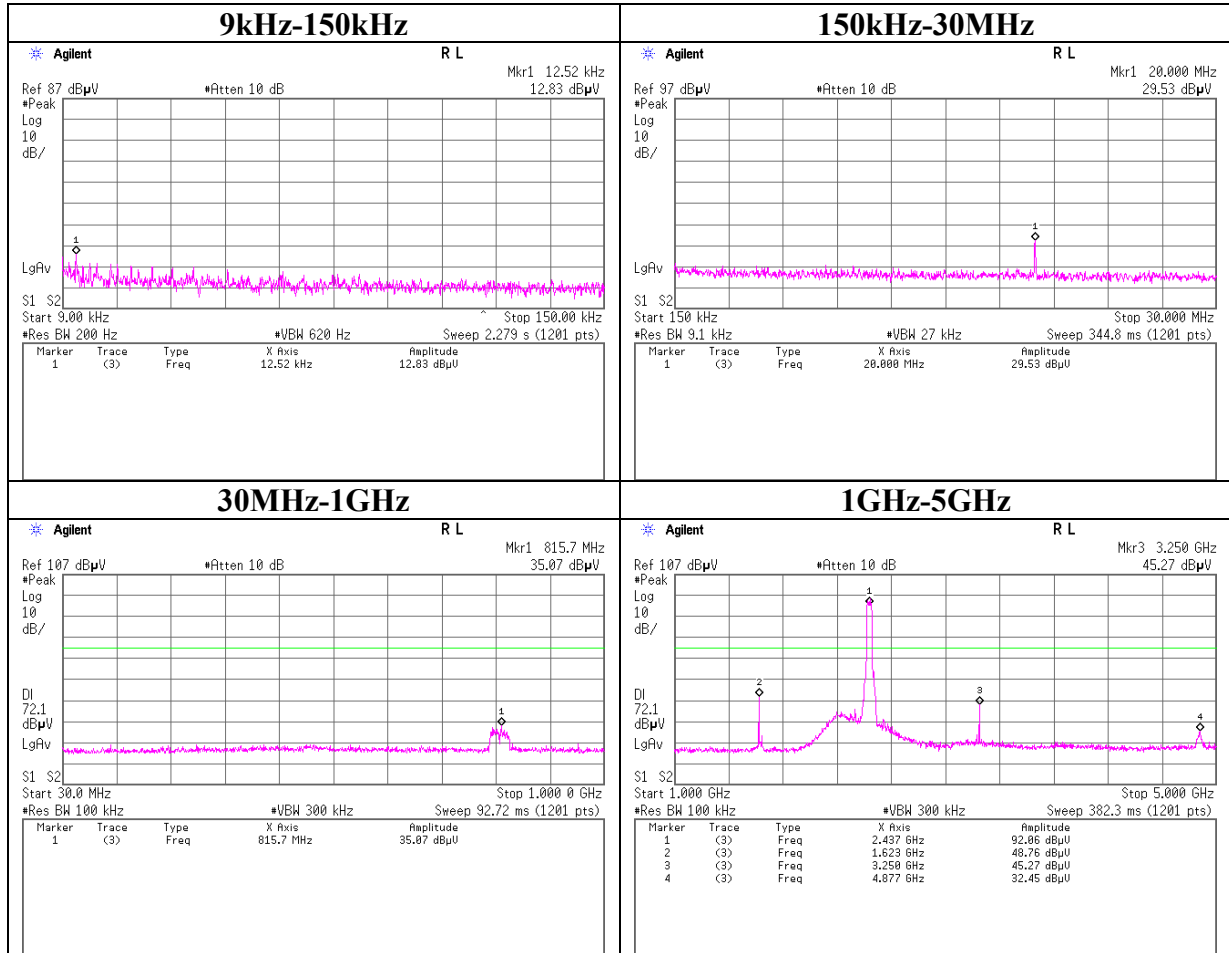 9kHz-150kHz
Agilent
R L
Mkr1 12.52 kHz
Ref 87 dBµV #Atten 10 dB 12.83 dBµV
#Peak
Log
10
dB/
1
LgAv
S1 S2
Start 9.00 kHz ^ Stop 150.00 kHz
#Res BW 200 Hz #VBW 620 Hz Sweep 2.279 s (1201 pts)
Marker Trace Type X Axis Amplitude
1 (3) Freq 12.52 kHz 12.83 dBµV
150kHz-30MHz
Agilent
R L
Mkr1 20.000 MHz
Ref 97 dBµV #Atten 10 dB 29.53 dBµV
#Peak
Log
10
dB/
1
LgAv
S1 S2
Start 150 kHz Stop 30.000 MHz
#Res BW 9.1 kHz #VBW 27 kHz Sweep 344.8 ms (1201 pts)
Marker Trace Type X Axis Amplitude
1 (3) Freq 20.000 MHz 29.53 dBµV
30MHz-1GHz
Agilent
R L
Mkr1 815.7 MHz
Ref 107 dBµV #Atten 10 dB 35.07 dBµV
#Peak
Log
10
dB/
DI
72.1
dBµV
1
LgAv
S1 S2
Start 30.0 MHz Stop 1.000 0 GHz
#Res BW 100 kHz #VBW 300 kHz Sweep 92.72 ms (1201 pts)
Marker Trace Type X Axis Amplitude
1 (3) Freq 815.7 MHz 35.07 dBµV
1GHz-5GHz
Agilent
R L
Mkr3 3.250 GHz
Ref 107 dBµV #Atten 10 dB 45.27 dBµV
#Peak
1
Log
10
dB/
2 3
DI
72.1
dBµV
4
LgAv
S1 S2
Start 1.000 GHz Stop 5.000 GHz
#Res BW 100 kHz #VBW 300 kHz Sweep 382.3 ms (1201 pts)
Marker Trace Type X Axis Amplitude
1 (3) Freq 2.437 GHz 92.06 dBµV
2 (3) Freq 1.623 GHz 48.76 dBµV
3 (3) Freq 3.250 GHz 45.27 dBµV
4 (3) Freq 4.877 GHz 32.45 dBµV